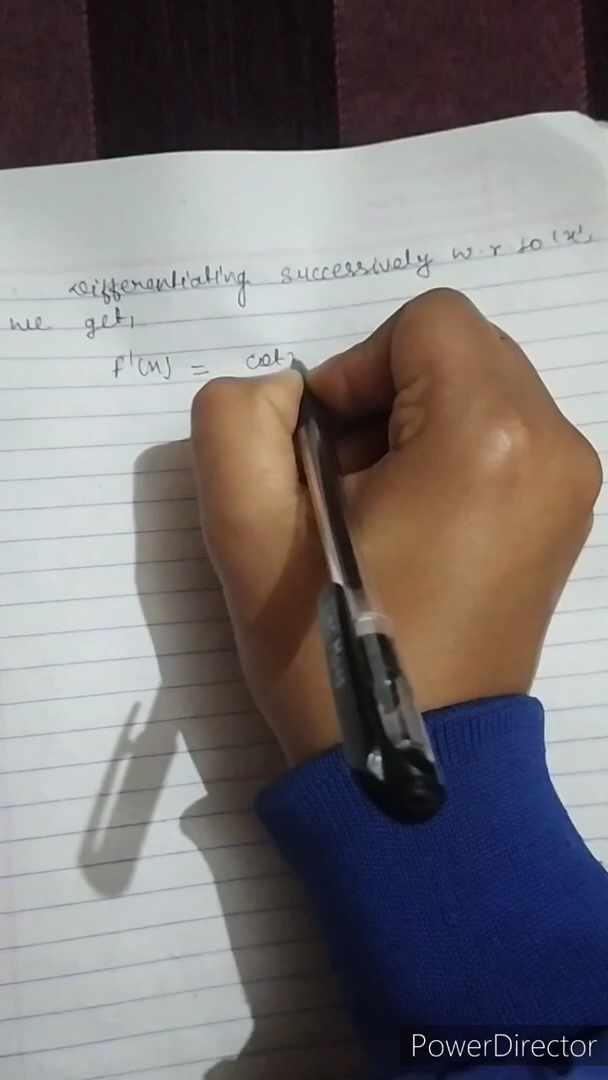 Differentiating successively w.r to 'x',
we get,
f'(x) = cot
PowerDirector